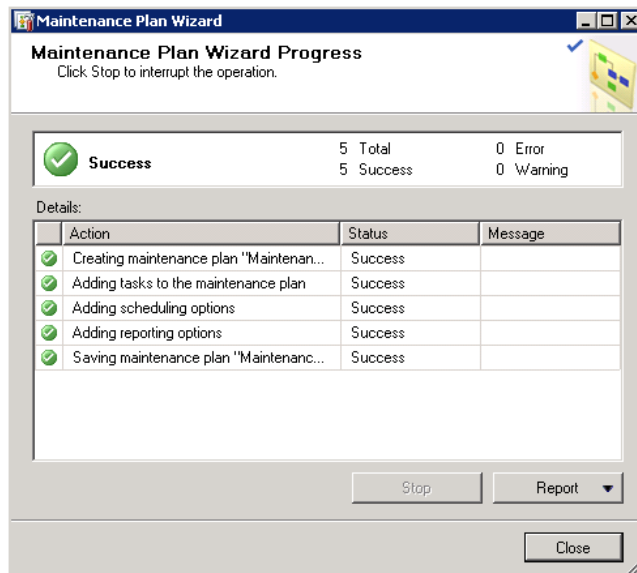 Maintenance Plan Wizard
Maintenance Plan Wizard Progress
Click Stop to interrupt the operation.
Success
5 Total 0 Error
5 Success 0 Warning
Details:
Action Status Message
Creating maintenance plan "Maintenan... Success
Adding tasks to the maintenance plan Success
Adding scheduling options Success
Adding reporting options Success
Saving maintenance plan "Maintenanc... Success
Stop Report
Close